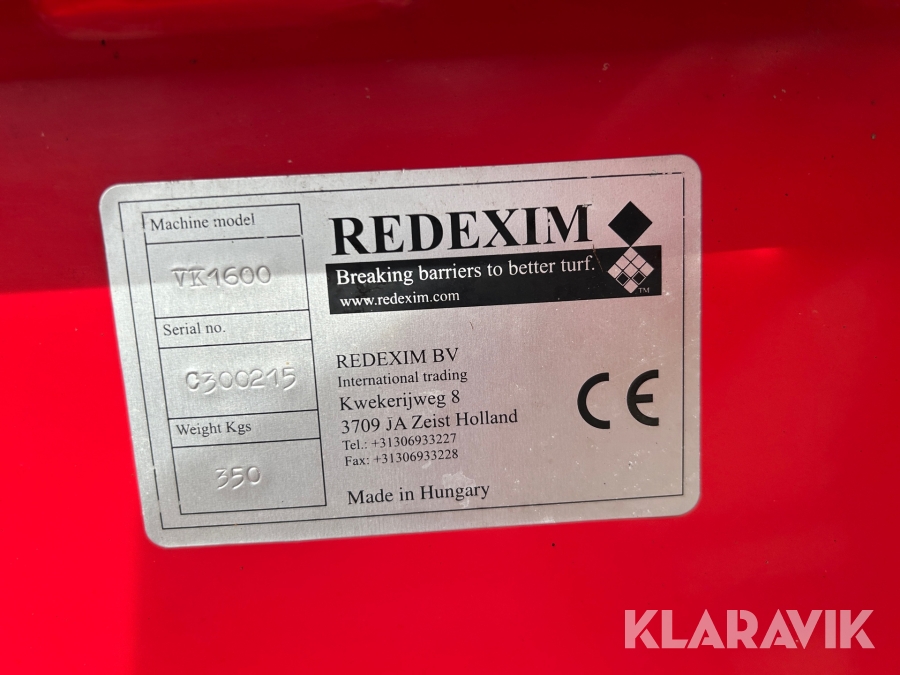 Machine model
VK1600
Serial no.
C300215
Weight Kgs
350
REDEXIM
Breaking barriers to better turf.
www.redexim.com
TM
REDEXIM BV
International trading
Kwekerijweg 8
3709 JA Zeist Holland
Tel.: +31306933227
Fax: +31306933228
Made in Hungary
CE
KLARAVIK